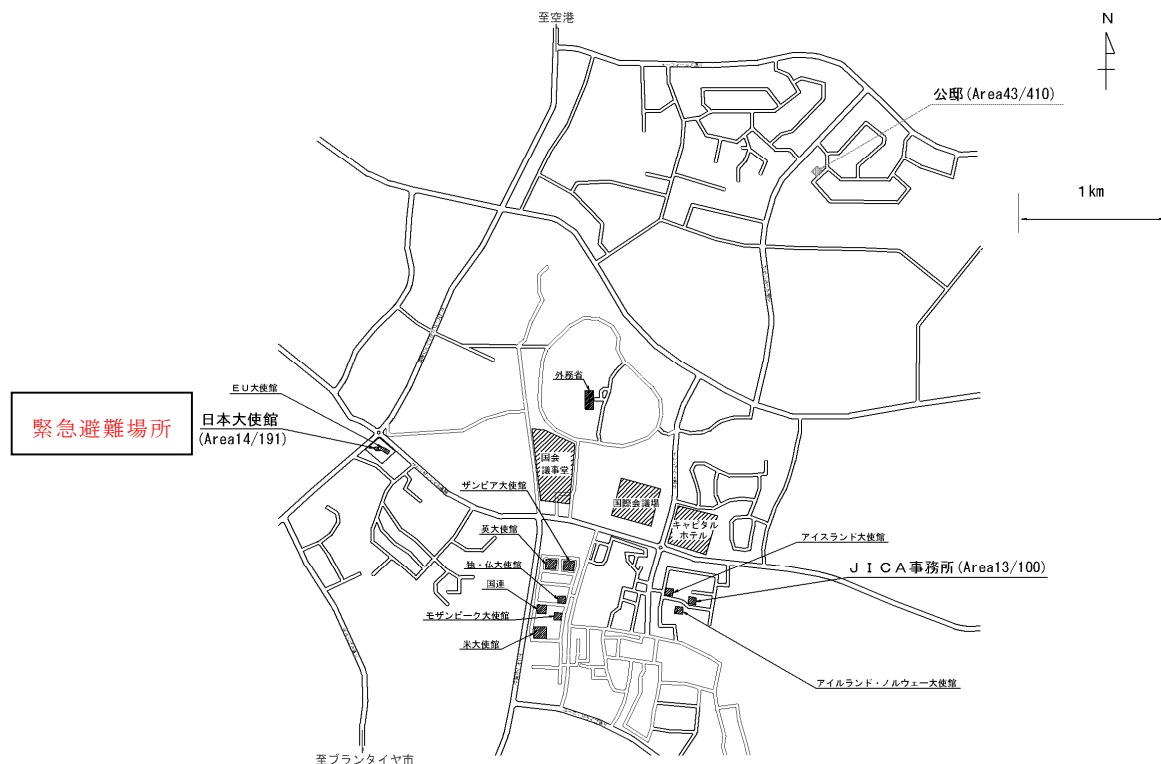 至空港
N
公邸(Area43/410)
1km
外務省
EU大使館
緊急避難場所
日本大使館
(Area14/191)
国会
議事堂
ザンビア大使館
国際会議場
キャピタル
ホテル
英大使館
アイスランド大使館
独・仏大使館
JICA事務所(Area13/100)
国連
モザンビーク大使館
米大使館
アイルランド・ノルウェー大使館
至ブランタイヤ市